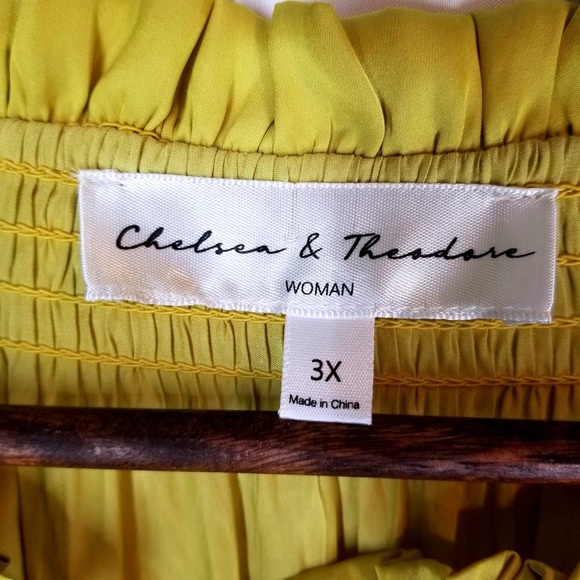 Chelsea & Theodore
WOMAN
3X
Made in China